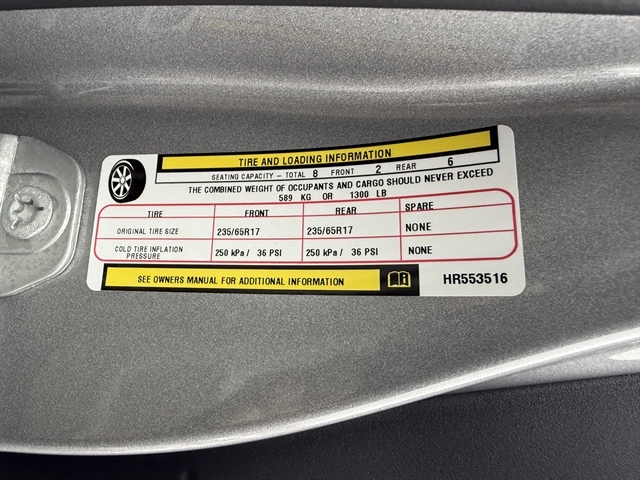 TIRE AND LOADING INFORMATION
SEATING CAPACITY - TOTAL 8 FRONT 2 REAR 6
THE COMBINED WEIGHT OF OCCUPANTS AND CARGO SHOULD NEVER EXCEED
589 KG OR 1300 LB
TIRE FRONT REAR SPARE
ORIGINAL TIRE SIZE 235/65R17 235/65R17 NONE
COLD TIRE INFLATION PRESSURE 250 kPa / 36 PSI 250 kPa / 36 PSI NONE
SEE OWNERS MANUAL FOR ADDITIONAL INFORMATION HR553516